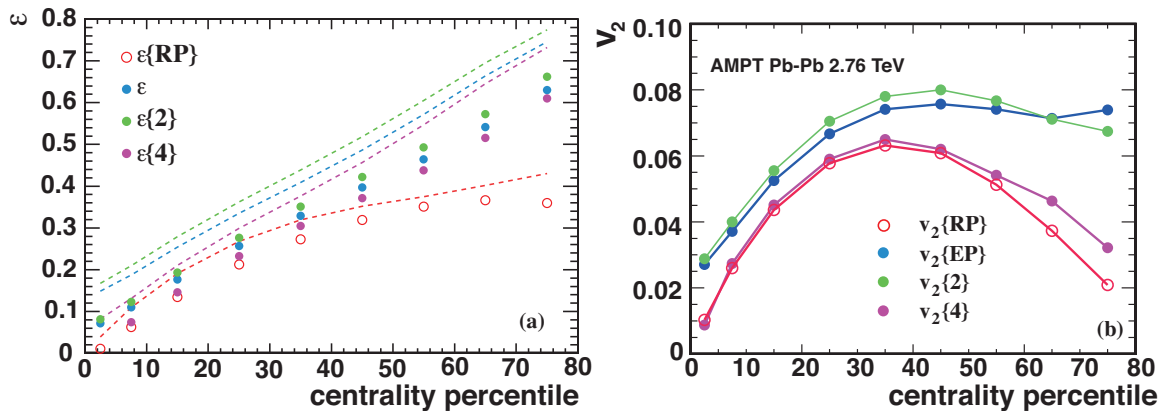 ε
0.8
0.7
0.6
0.5
0.4
0.3
0.2
0.1
0
ε{RP}
ε
ε{2}
ε{4}
(a)
0 10 20 30 40 50 60 70 80
centrality percentile
v2
0.10
0.08
0.06
0.04
0.02
0.00
AMPT Pb-Pb 2.76 TeV
v2{RP}
v2{EP}
v2{2}
v2{4}
(b)
0 10 20 30 40 50 60 70 80
centrality percentile